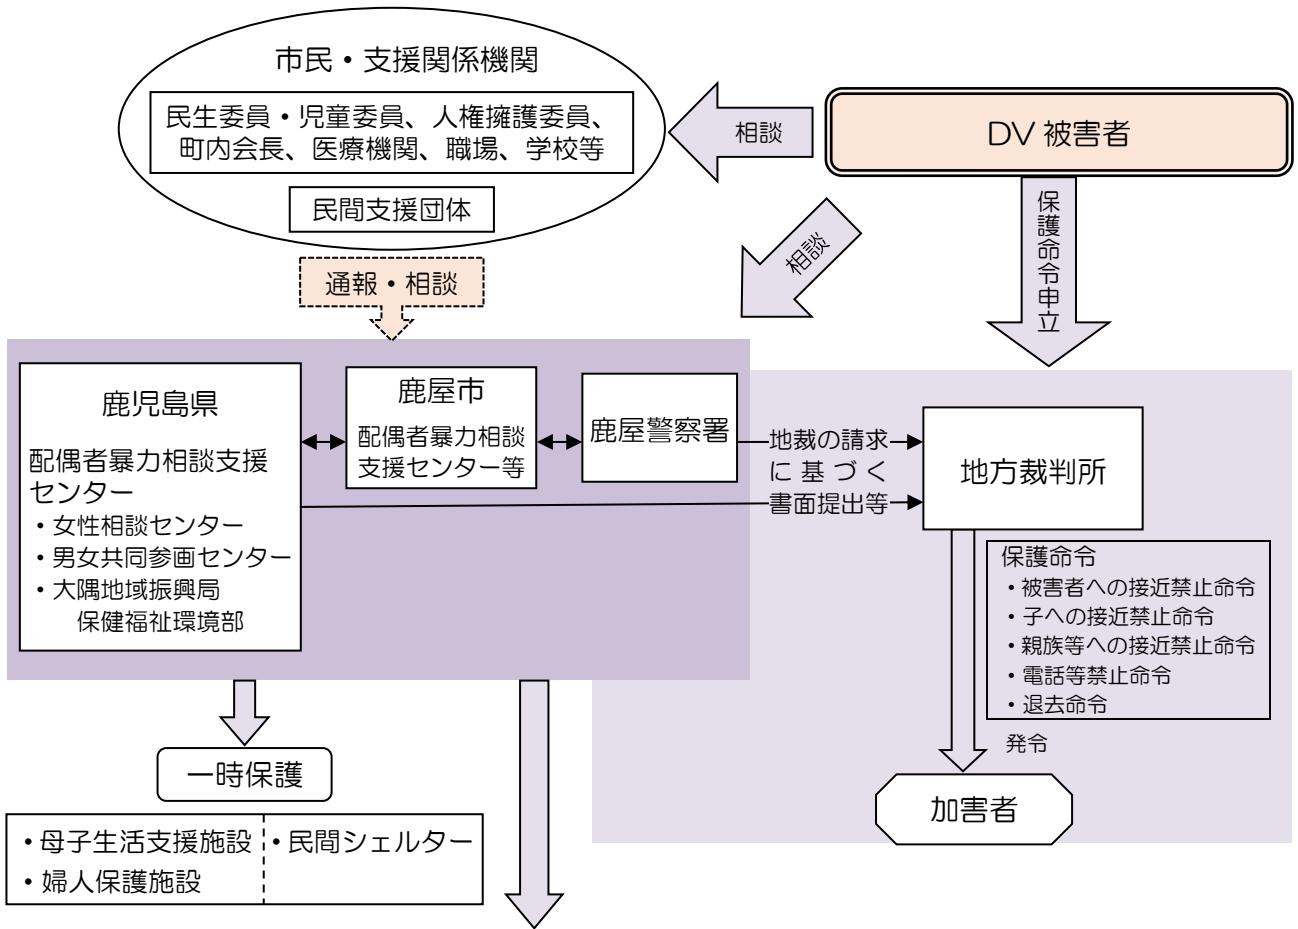 市民・支援関係機関
民生委員・児童委員、人権擁護委員、
町内会長、医療機関、職場、学校等
民間支援団体
相談
DV 被害者
相談
保護命令申立
通報・相談
鹿児島県
配偶者暴力相談支援
センター
・女性相談センター
・男女共同参画センター
・大隅地域振興局
保健福祉環境部
鹿屋市
配偶者暴力相談
支援センター等
鹿屋警察署
地裁の請求
に基づく
書面提出等
地方裁判所
保護命令
・被害者への接近禁止命令
・子への接近禁止命令
・親族等への接近禁止命令
・電話等禁止命令
・退去命令
発令
加害者
一時保護
・母子生活支援施設
・婦人保護施設
・民間シェルター